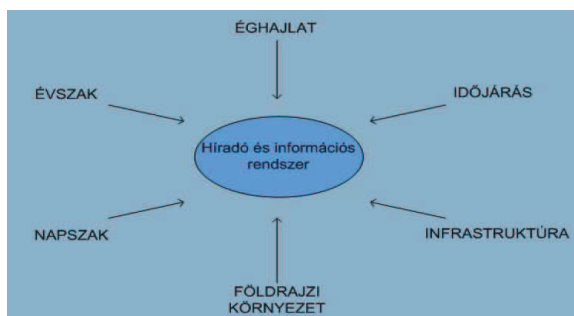 ÉGHAJLAT
ÉVSZAK
IDŐJÁRÁS
Híradó és információs
rendszer
NAPSZAK
INFRASTRUKTÚRA
FÖLDRAJZI
KÖRNYEZET